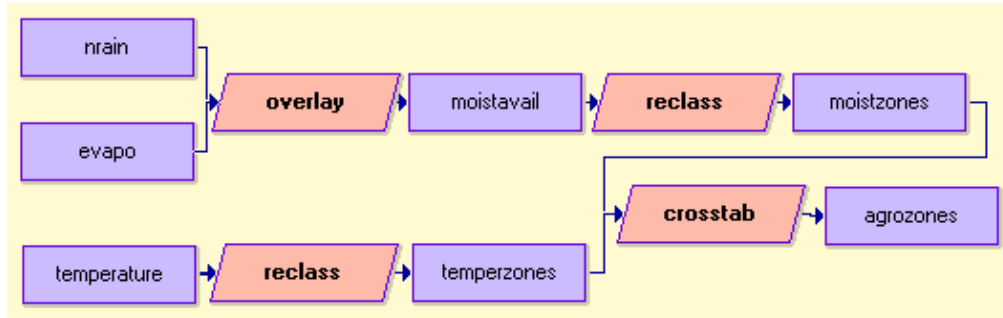 nrain
evapo
overlay
moistavail
reclass
moistzones
temperature
reclass
temperzones
crosstab
agrozones